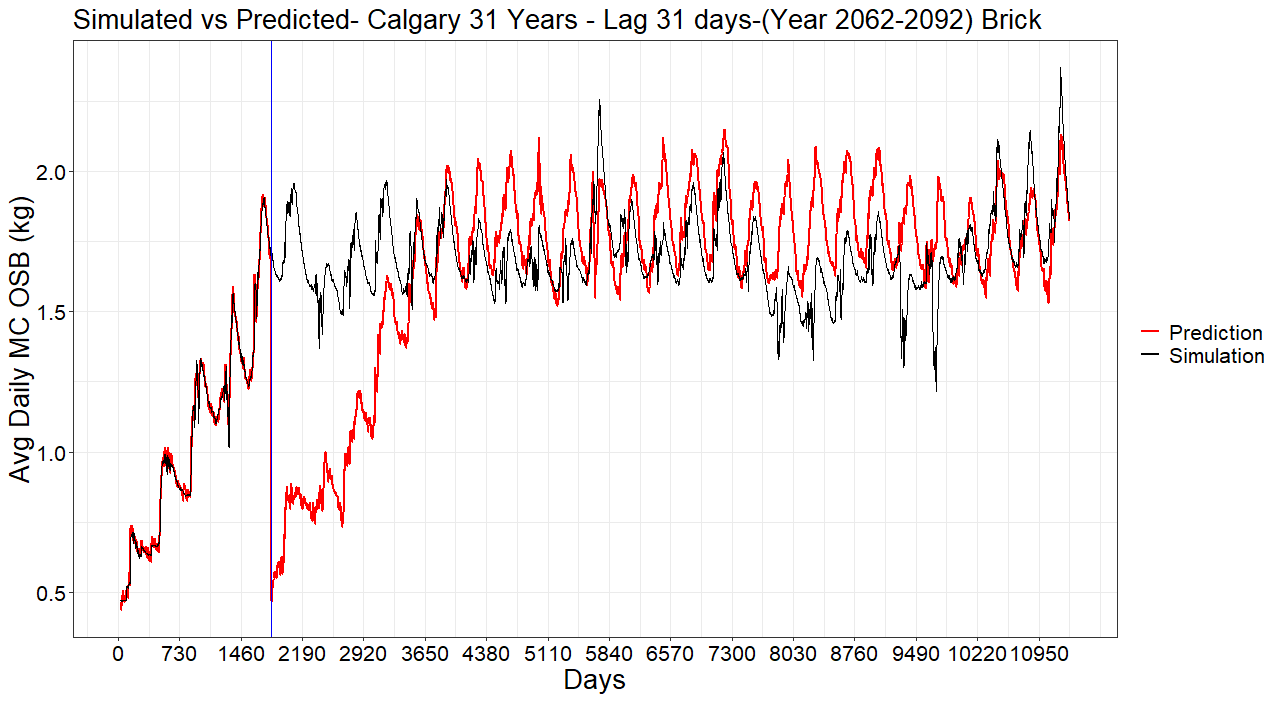 Simulated vs Predicted- Calgary 31 Years - Lag 31 days-(Year 2062-2092) Brick
Avg Daily MC OSB (kg)
2.0
1.5
1.0
0.5
0 730 1460 2190 2920 3650 4380 5110 5840 6570 7300 8030 8760 9490 10220 10950
Days
Prediction
Simulation